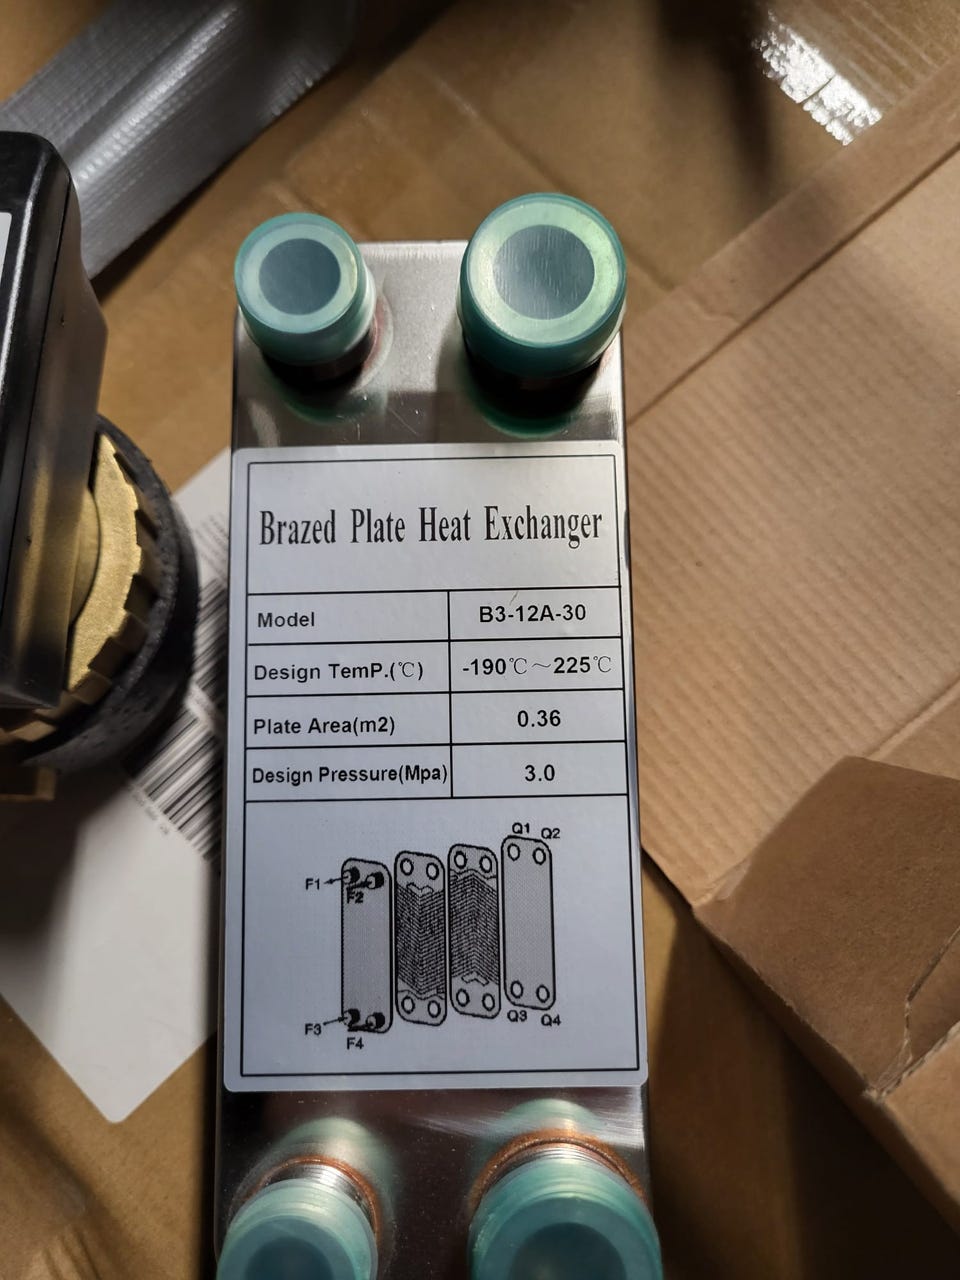 Brazed Plate Heat Exchanger
Model B3-12A-30
Design TemP.(℃) -190℃～225℃
Plate Area(m2) 0.36
Design Pressure(Mpa) 3.0
Q1 Q2
F1
F2
F3
F4
Q3 Q4